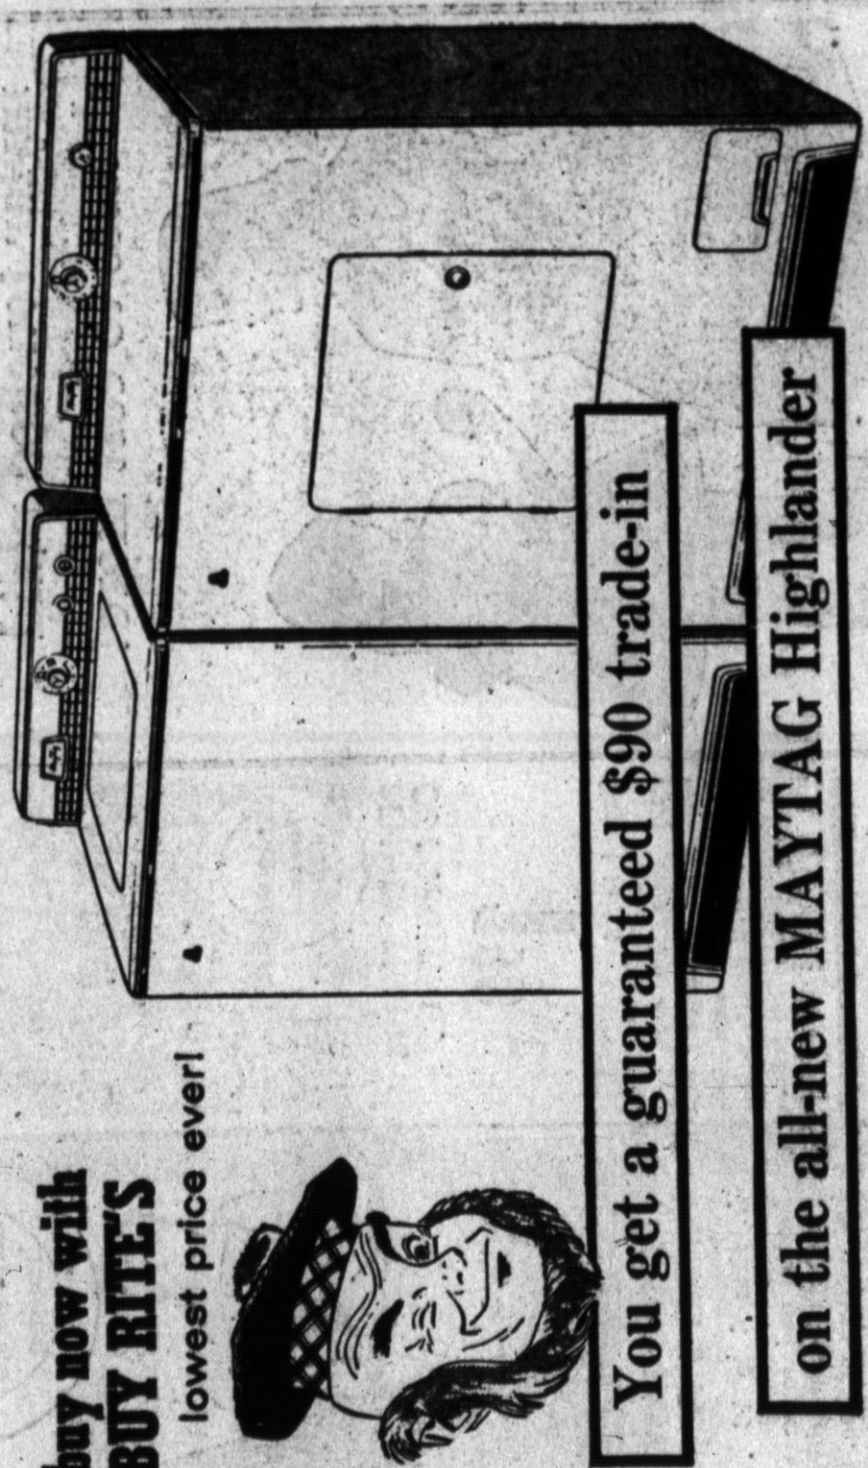 buy now with
BUY RITE'S
lowest price ever!
You get a guaranteed $90 trade-in
on the all-new MAYTAG Highlander